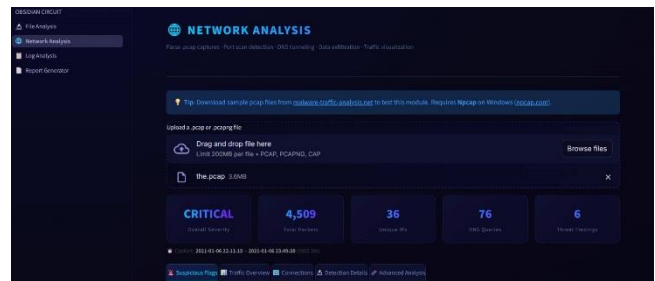 OBSIDIAN CIRCUIT
File Analysis
Network Analysis
Log Analysis
Report Generator
NETWORK ANALYSIS
Parse .pcap captures · Port scan detection · DNS tunneling · Data exfiltration · Traffic visualization
Tip: Download sample pcap files from malware-traffic-analysis.net to test this module. Requires Npcap on Windows (npcap.com).
Upload a .pcap or .pcapng file
Drag and drop file here
Limit 200MB per file • PCAP, PCAPNG, CAP
Browse files
the.pcap 3.6MB
CRITICAL
Overall Severity
4,509
Total Packets
36
Unique IPs
76
DNS Queries
6
Threat Findings
Suspicious Flags Traffic Overview Connections Detection Details Advanced Analysis